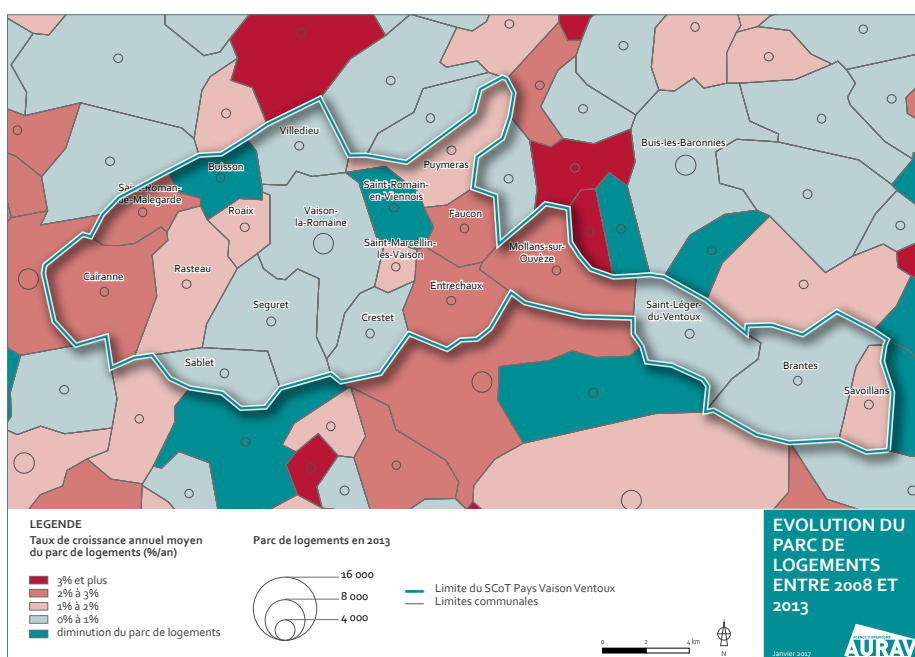 Villedieu
Buis-les-Baronnies
Buisson
Puymeras
Saint-Roman-
de-Malegarde
Saint-Romain-
en-Viennois
Roaix
Vaison-
la-Romaine
Faucon
Saint-Marcellin-
lès-Vaison
Mollans-sur-
Ouvèze
Cairanne
Rasteau
Entrechaux
Seguret
Crestet
Saint-Léger-
du-Ventoux
Sablet
Brantes
Savoillans
LEGENDE
Taux de croissance annuel moyen
du parc de logements (%/an)
3% et plus
2% à 3%
1% à 2%
0% à 1%
diminution du parc de logements
Parc de logements en 2013
16 000
8 000
4 000
Limite du SCoT Pays Vaison Ventoux
Limites communales
0 2 4 km
N
EVOLUTION DU
PARC DE
LOGEMENTS
ENTRE 2008 ET
2013
Janvier 2017
AGENCE D'URBANISME
AURAV